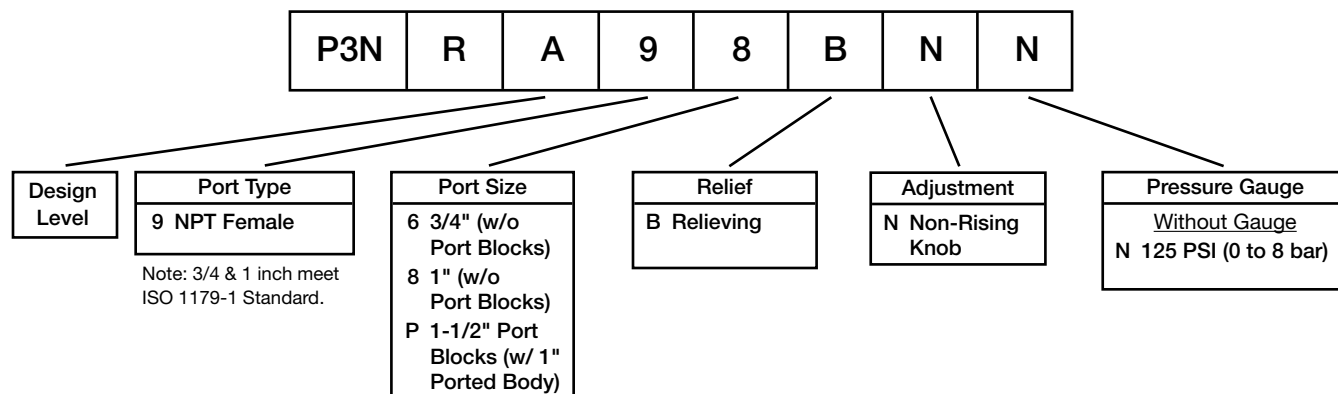 P3N R A 9 8 B N N
Design
Level
Port Type
9 NPT Female
Note: 3/4 & 1 inch meet
ISO 1179-1 Standard.
Port Size
6 3/4" (w/o
Port Blocks)
8 1" (w/o
Port Blocks)
P 1-1/2" Port
Blocks (w/ 1"
Ported Body)
Relief
B Relieving
Adjustment
N Non-Rising
Knob
Pressure Gauge
Without Gauge
N 125 PSI (0 to 8 bar)